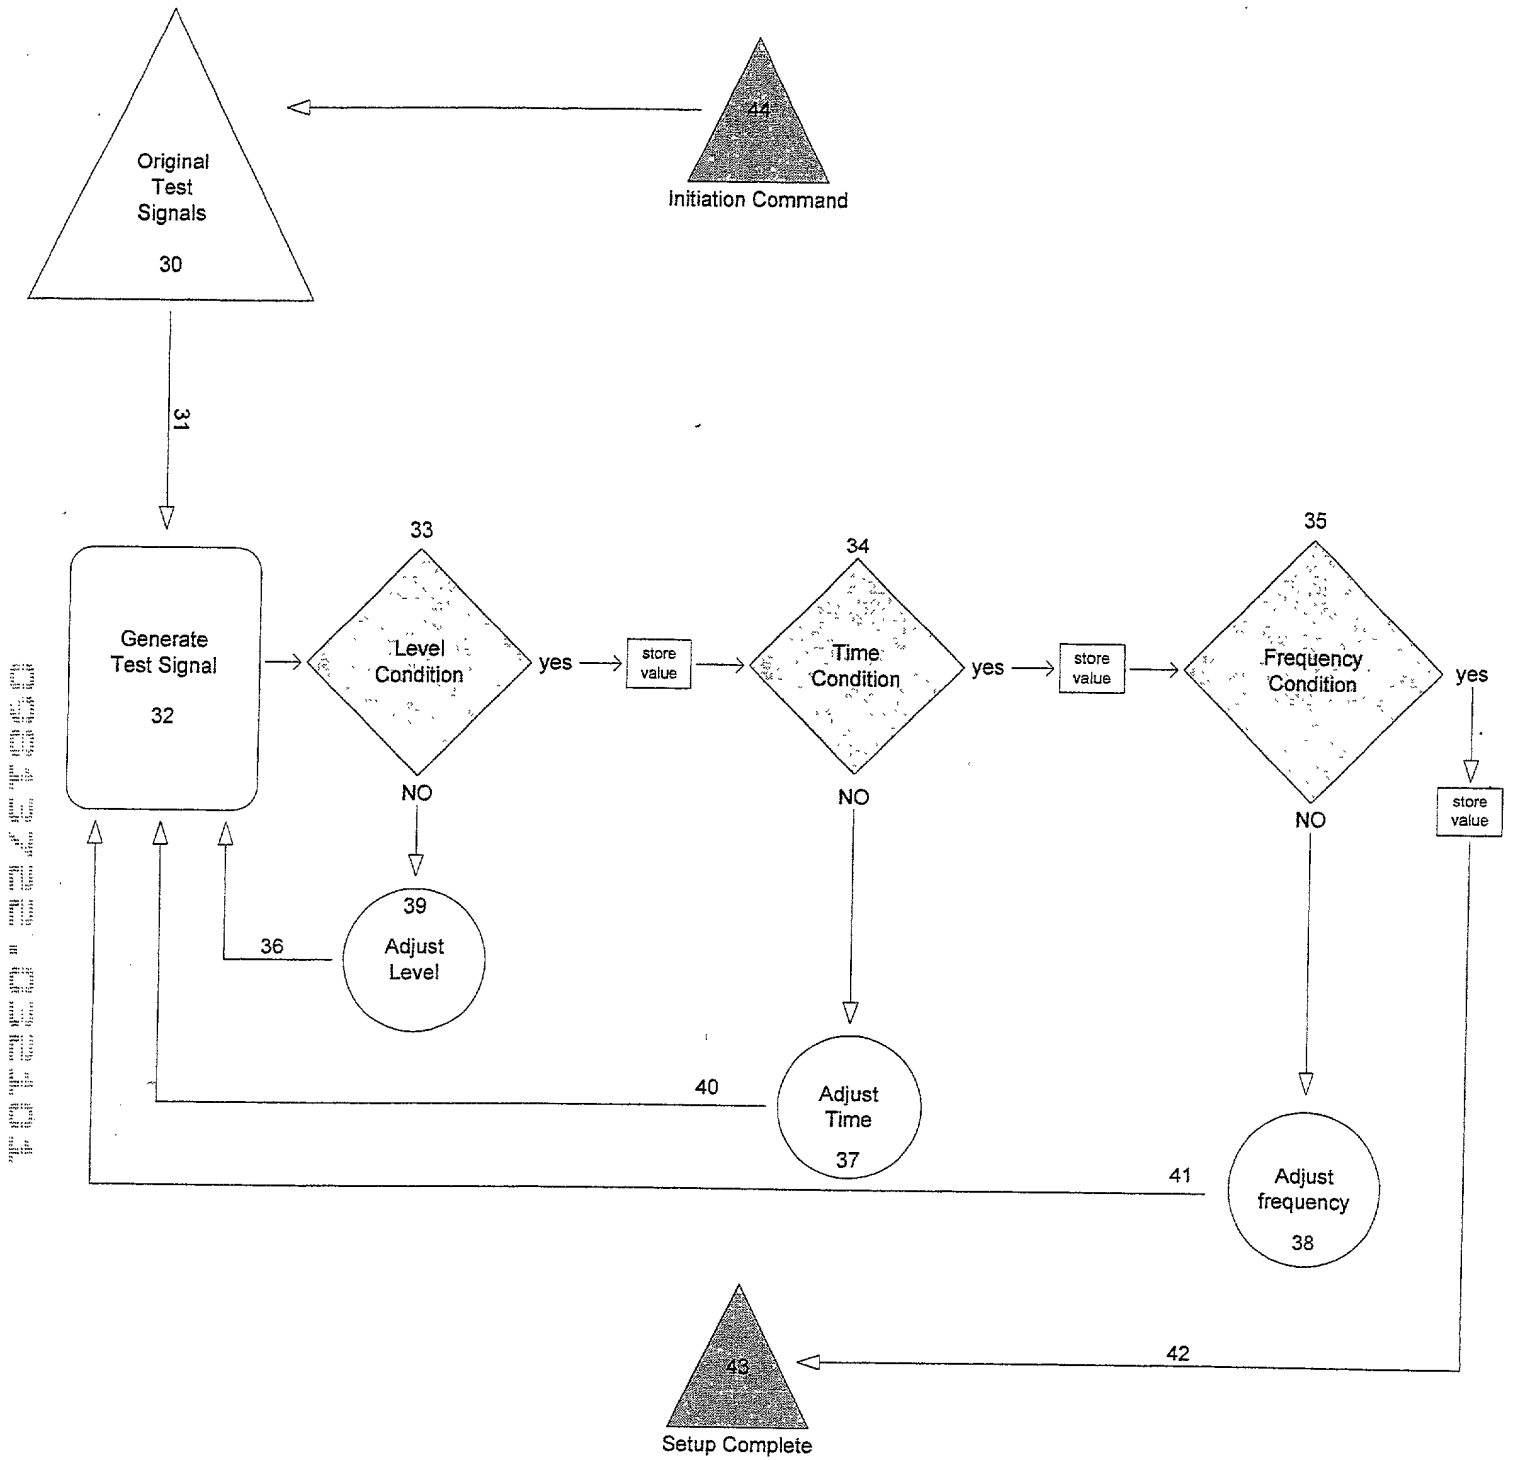 44
Initiation Command
Original
Test
Signals
30
31
33
34
35
Generate
Test Signal
32
Level
Condition
yes
store
value
Time
Condition
yes
store
value
Frequency
Condition
yes
store
value
NO
NO
NO
39
Adjust
Level
36
40
Adjust
Time
37
41
Adjust
frequency
38
42
43
Setup Complete